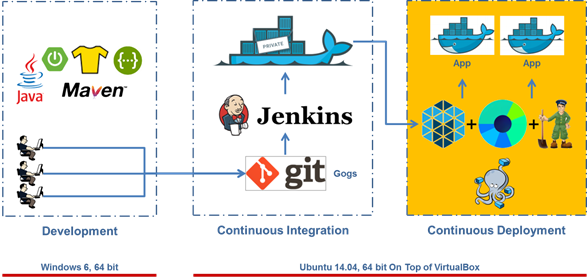 PRIVATE
App
App
Java
Maven™
Jenkins
git
Gogs
Development
Continuous Integration
Continuous Deployment
Windows 6, 64 bit
Ubuntu 14.04, 64 bit On Top of VirtualBox